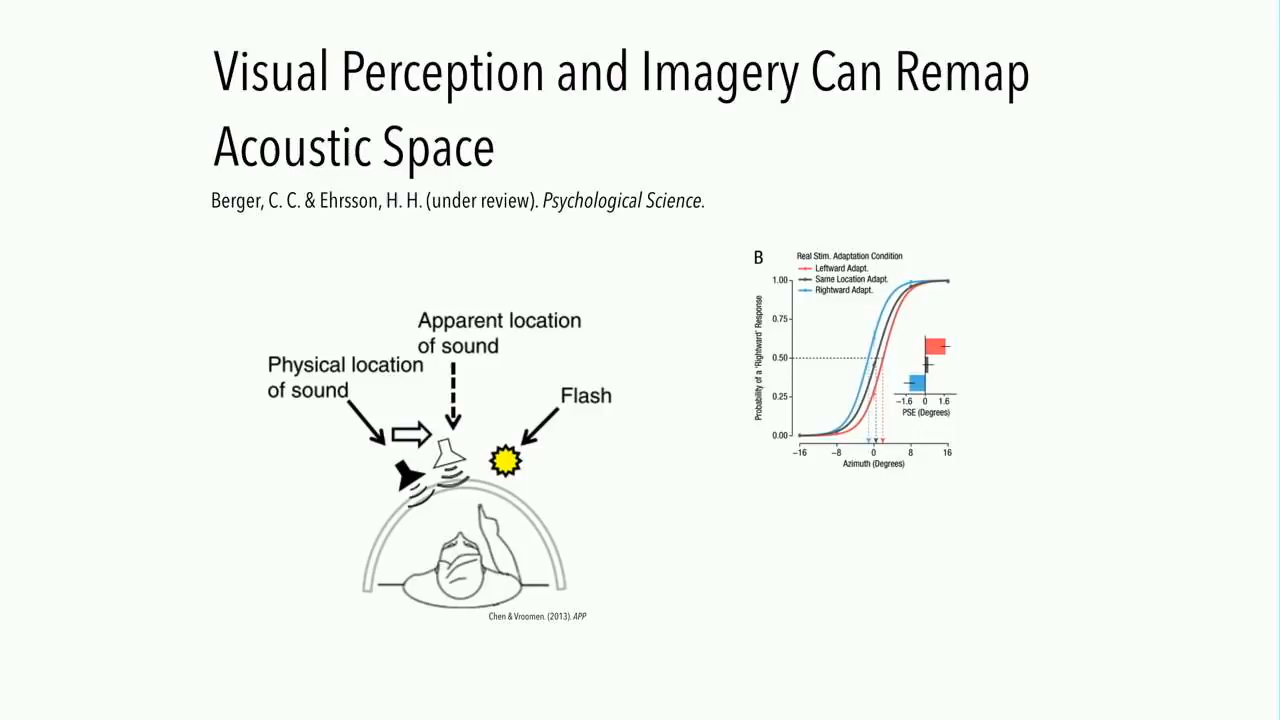 Visual Perception and Imagery Can Remap
Acoustic Space
Berger, C. C. & Ehrsson, H. H. (under review). Psychological Science.
Apparent location
of sound
Physical location
of sound
Flash
Chen & Vroomen. (2013). APP
B
Real Stim. Adaptation Condition
Leftward Adapt.
Same Location Adapt.
Rightward Adapt.
Probability of a 'Rightward' Response
1.00
0.75
0.50
0.25
0.00
−16 −8 0 8 16
Azimuth (Degrees)
−1.6 0 1.6
PSE (Degrees)